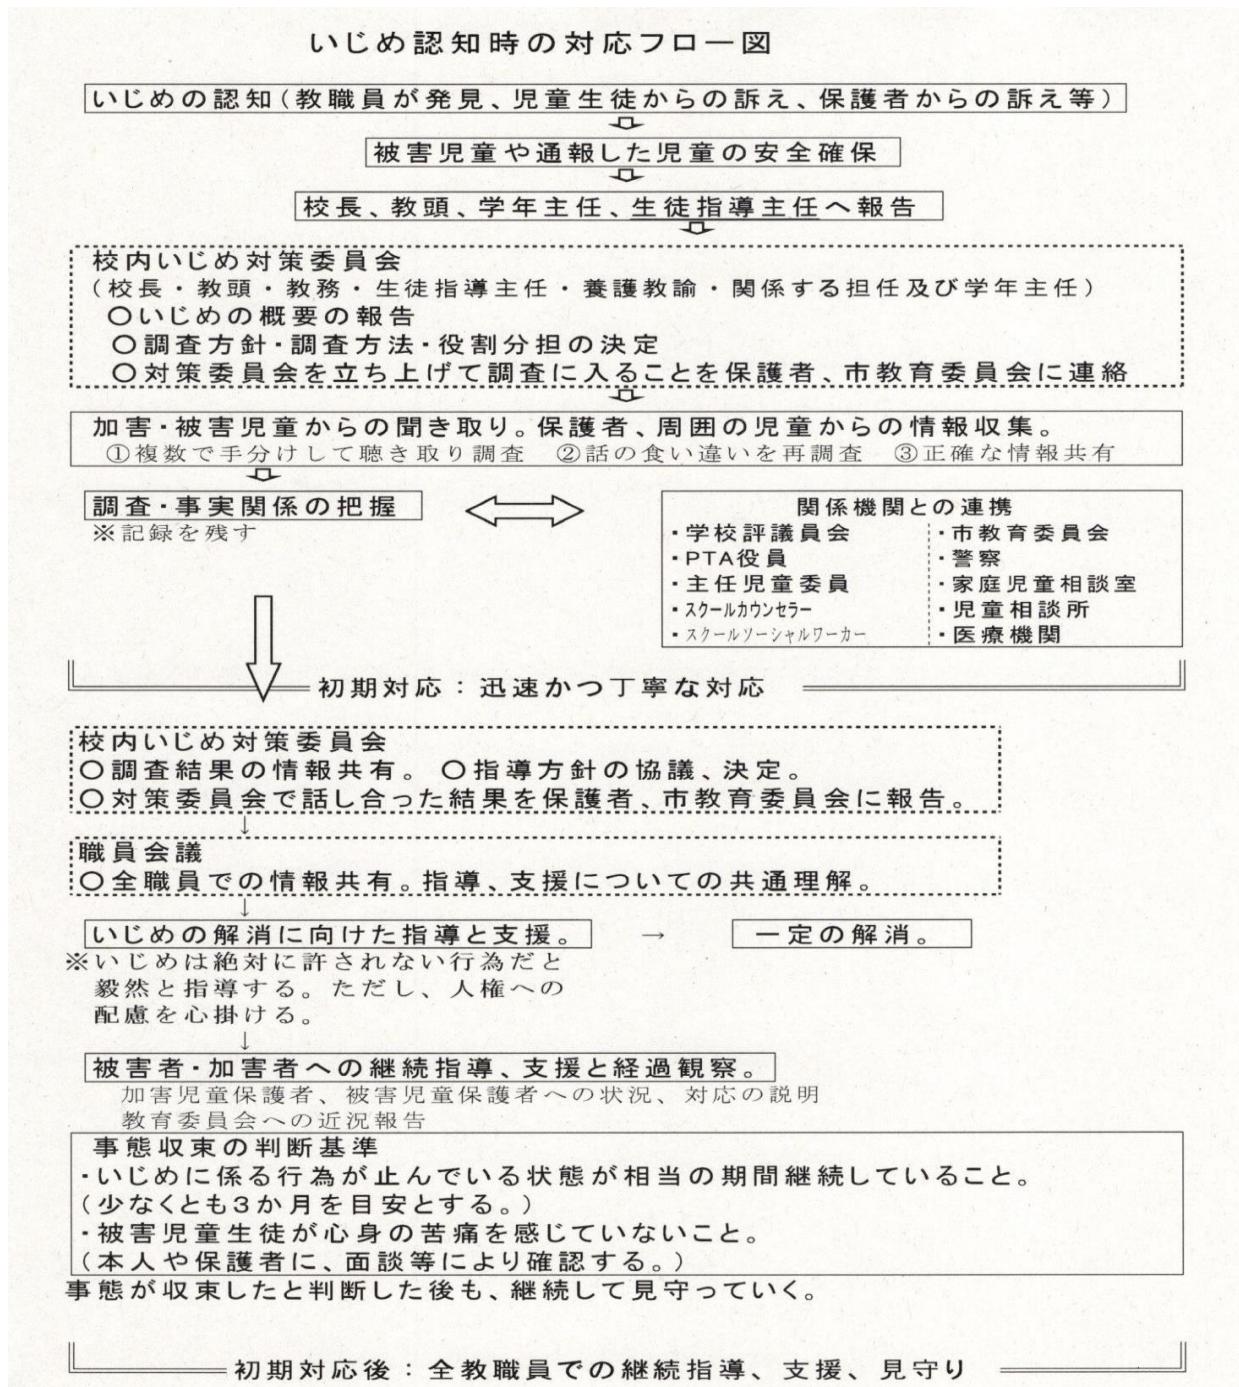 いじめ認知時の対応フロー図
いじめの認知（教職員が発見、児童生徒からの訴え、保護者からの訴え等）
被害児童や通報した児童の安全確保
校長、教頭、学年主任、生徒指導主任へ報告
校内いじめ対策委員会
（校長・教頭・教務・生徒指導主任・養護教諭・関係する担任及び学年主任）
〇いじめの概要の報告
〇調査方針・調査方法・役割分担の決定
〇対策委員会を立ち上げて調査に入ることを保護者、市教育委員会に連絡
加害・被害児童からの聞き取り。保護者、周囲の児童からの情報収集。
①複数で手分けして聴き取り調査　②話の食い違いを再調査　③正確な情報共有
調査・事実関係の把握
※記録を残す
関係機関との連携
・学校評議員会
・PTA役員
・主任児童委員
・スクールカウンセラー
・スクールソーシャルワーカー
・市教育委員会
・警察
・家庭児童相談室
・児童相談所
・医療機関
初期対応：迅速かつ丁寧な対応
校内いじめ対策委員会
〇調査結果の情報共有。　〇指導方針の協議、決定。
〇対策委員会で話し合った結果を保護者、市教育委員会に報告。
職員会議
〇全職員での情報共有。指導、支援についての共通理解。
いじめの解消に向けた指導と支援。　→　一定の解消。
※いじめは絶対に許されない行為だと
毅然と指導する。ただし、人権への
配慮を心掛ける。
被害者・加害者への継続指導、支援と経過観察。
加害児童保護者、被害児童保護者への状況、対応の説明
教育委員会への近況報告
事態収束の判断基準
・いじめに係る行為が止んでいる状態が相当の期間継続していること。
（少なくとも３か月を目安とする。）
・被害児童生徒が心身の苦痛を感じていないこと。
（本人や保護者に、面談等により確認する。）
事態が収束したと判断した後も、継続して見守っていく。
初期対応後：全教職員での継続指導、支援、見守り